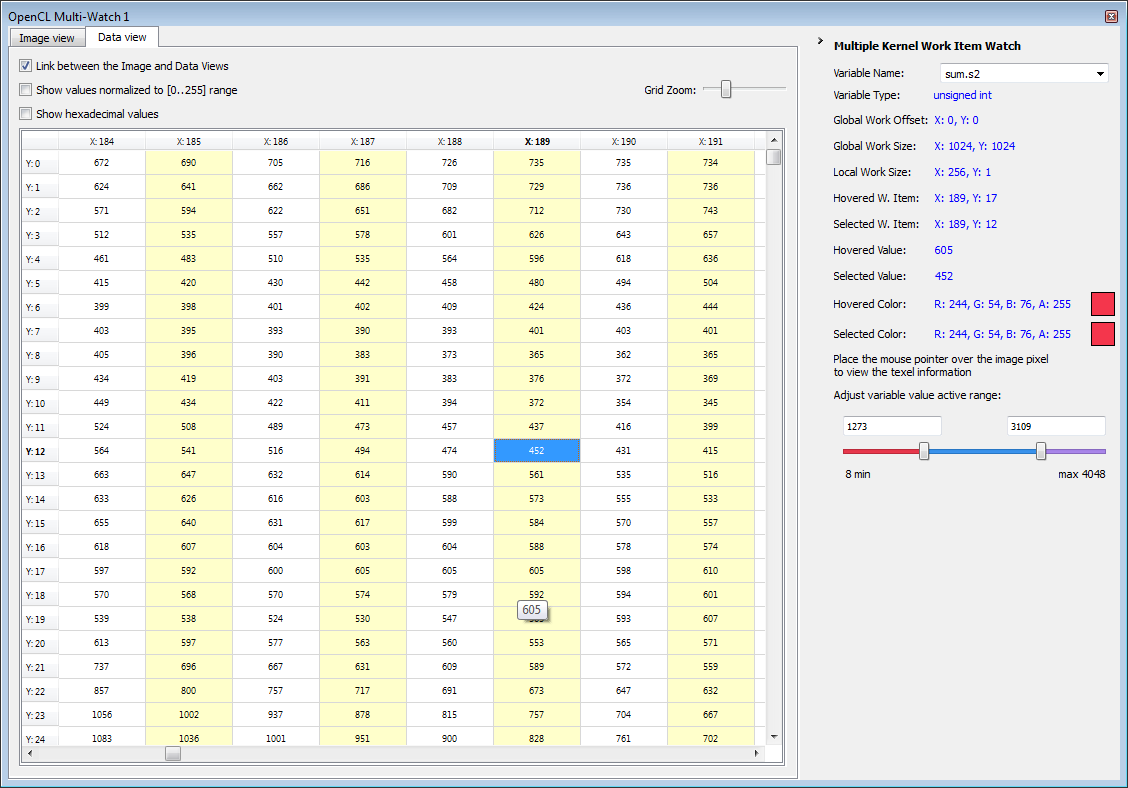 OpenCL Multi-Watch 1
Image view Data view
Link between the Image and Data Views
Show values normalized to [0..255] range
Grid Zoom:
Show hexadecimal values
X: 184 X: 185 X: 186 X: 187 X: 188 X: 189 X: 190 X: 191
Y: 0 672 690 705 716 726 735 735 734
Y: 1 624 641 662 686 709 729 736 736
Y: 2 571 594 622 651 682 712 730 743
Y: 3 512 535 557 578 601 626 643 657
Y: 4 461 483 510 535 564 596 618 636
Y: 5 415 420 430 442 458 480 494 504
Y: 6 399 398 401 402 409 424 436 444
Y: 7 403 395 393 390 393 401 403 401
Y: 8 405 396 390 383 373 365 362 365
Y: 9 434 419 403 391 383 376 372 369
Y: 10 449 434 422 411 394 372 354 345
Y: 11 524 508 489 473 457 437 416 399
Y: 12 564 541 516 494 474 452 431 415
Y: 13 663 647 632 614 590 561 535 516
Y: 14 633 626 616 603 588 573 555 533
Y: 15 655 640 631 617 599 584 570 557
Y: 16 618 607 604 603 604 588 578 574
Y: 17 597 592 600 605 605 605 598 610
Y: 18 570 568 570 574 579 592 594 601
605
Y: 19 539 538 524 530 547 593 607
Y: 20 613 597 577 563 560 553 565 571
Y: 21 737 696 667 631 609 589 572 559
Y: 22 857 800 757 717 691 673 647 632
Y: 23 1056 1002 937 878 815 757 704 667
Y: 24 1083 1036 1001 951 900 828 761 702
Multiple Kernel Work Item Watch
Variable Name: sum.s2
Variable Type: unsigned int
Global Work Offset: X: 0, Y: 0
Global Work Size: X: 1024, Y: 1024
Local Work Size: X: 256, Y: 1
Hovered W. Item: X: 189, Y: 17
Selected W. Item: X: 189, Y: 12
Hovered Value: 605
Selected Value: 452
Hovered Color: R: 244, G: 54, B: 76, A: 255
Selected Color: R: 244, G: 54, B: 76, A: 255
Place the mouse pointer over the image pixel
to view the texel information
Adjust variable value active range:
1273 3109
8 min max 4048